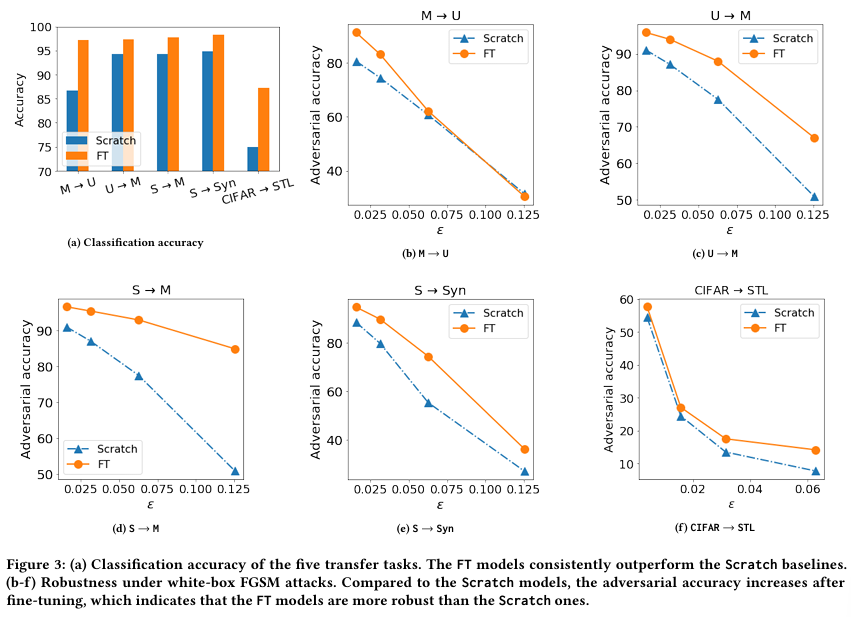 100
95
90
85
80
75
70
Accuracy
Scratch
FT
M → U
U → M
S → M
S → Syn
CIFAR → STL
(a) Classification accuracy
M → U
80
60
40
Adversarial accuracy
Scratch
FT
0.025 0.050 0.075 0.100 0.125
ε
(b) M → U
U → M
90
80
70
60
50
Adversarial accuracy
Scratch
FT
0.025 0.050 0.075 0.100 0.125
ε
(c) U → M
S → M
90
80
70
60
50
Adversarial accuracy
Scratch
FT
0.025 0.050 0.075 0.100 0.125
ε
(d) S → M
S → Syn
80
60
40
Adversarial accuracy
Scratch
FT
0.025 0.050 0.075 0.100 0.125
ε
(e) S → Syn
CIFAR → STL
60
50
40
30
20
10
Adversarial accuracy
Scratch
FT
0.02 0.04 0.06
ε
(f) CIFAR → STL
Figure 3: (a) Classification accuracy of the five transfer tasks. The FT models consistently outperform the Scratch baselines.
(b-f) Robustness under white-box FGSM attacks. Compared to the Scratch models, the adversarial accuracy increases after
fine-tuning, which indicates that the FT models are more robust than the Scratch ones.